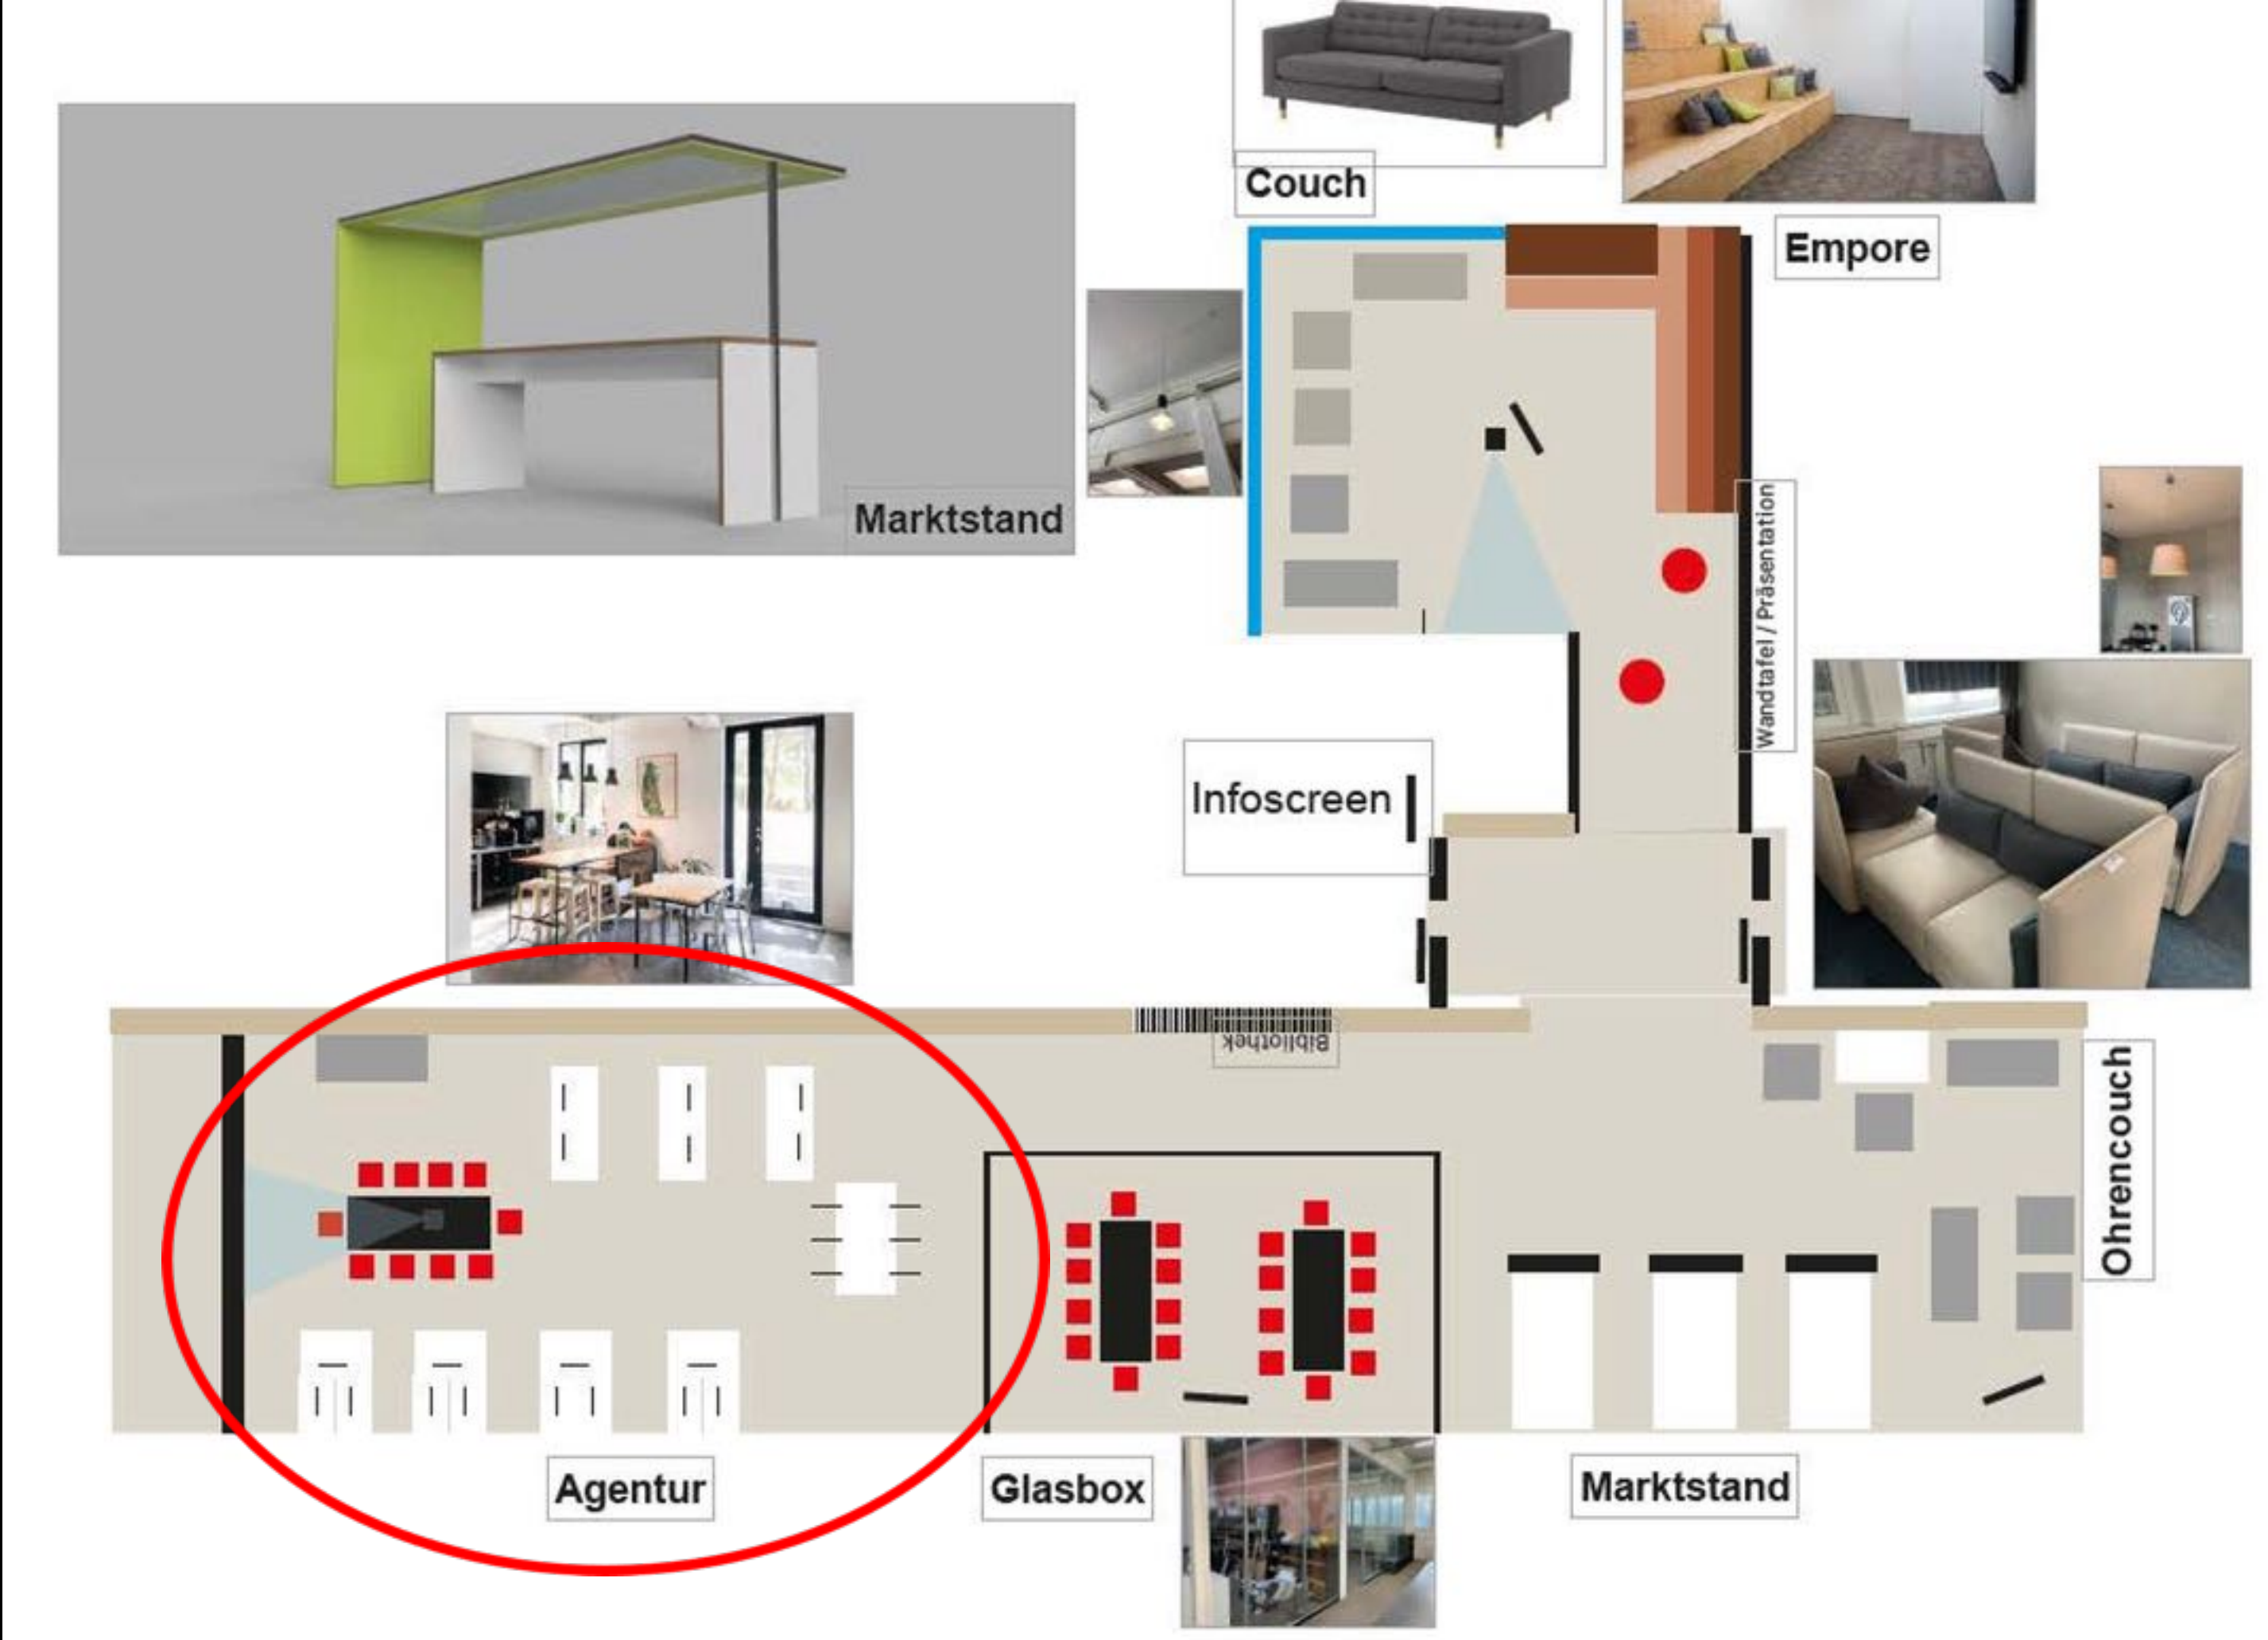 Couch
Empore
Marktstand
Wandtafel / Präsentation
Infoscreen
Bibliothek
Ohrencouch
Agentur
Glasbox
Marktstand